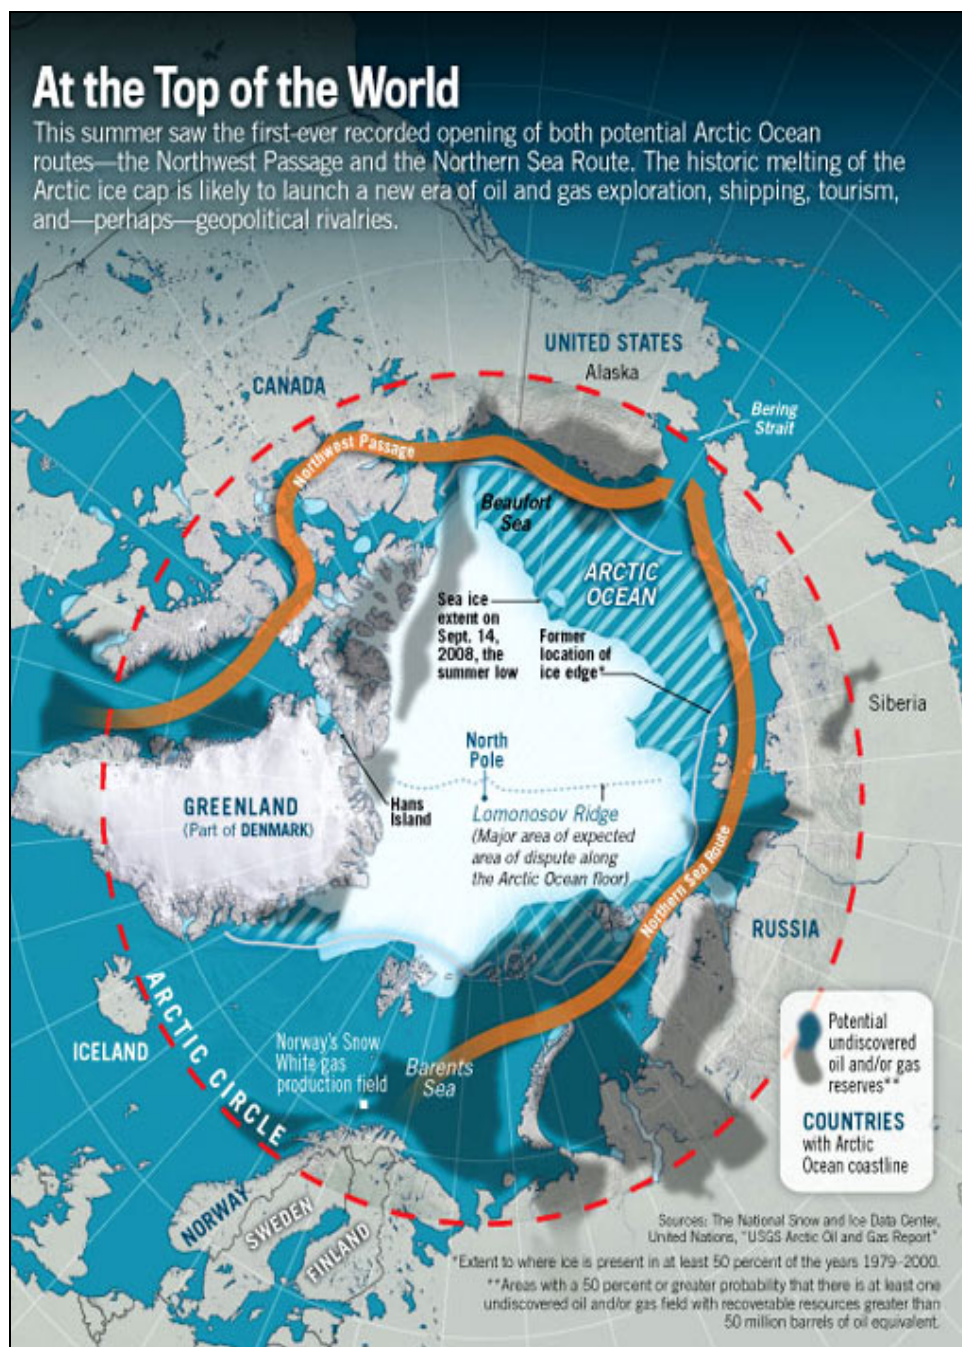 At the Top of the World
This summer saw the first-ever recorded opening of both potential Arctic Ocean
routes—the Northwest Passage and the Northern Sea Route. The historic melting of the
Arctic ice cap is likely to launch a new era of oil and gas exploration, shipping, tourism,
and—perhaps—geopolitical rivalries.
UNITED STATES
Alaska
CANADA
Bering
Strait
Northwest Passage
Beaufort
Sea
ARCTIC
OCEAN
Sea ice
extent on
Sept. 14,
2008, the
summer low
Former
location of
ice edge*
Siberia
North
Pole
GREENLAND
(Part of DENMARK)
Hans
Island
Lomonosov Ridge
(Major area of expected
area of dispute along
the Arctic Ocean floor)
Northern Sea Route
RUSSIA
ARCTIC CIRCLE
ICELAND
Norway's Snow
White gas
production field
Barents
Sea
NORWAY
SWEDEN
FINLAND
Potential
undiscovered
oil and/or gas
reserves**
COUNTRIES
with Arctic
Ocean coastline
Sources: The National Snow and Ice Data Center,
United Nations, "USGS Arctic Oil and Gas Report"
*Extent to where ice is present in at least 50 percent of the years 1979–2000.
**Areas with a 50 percent or greater probability that there is at least one
undiscovered oil and/or gas field with recoverable resources greater than
50 million barrels of oil equivalent.